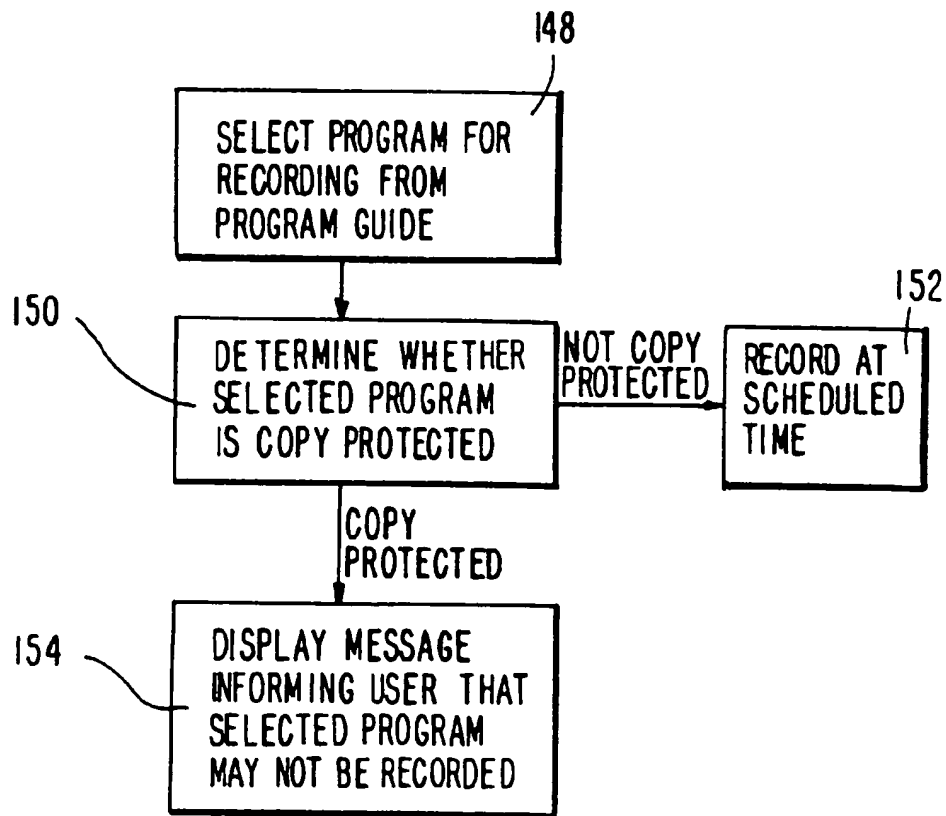 148
SELECT PROGRAM FOR
RECORDING FROM
PROGRAM GUIDE
150
DETERMINE WHETHER
SELECTED PROGRAM
IS COPY PROTECTED
NOT COPY
PROTECTED
152
RECORD AT
SCHEDULED
TIME
COPY
PROTECTED
154
DISPLAY MESSAGE
INFORMING USER THAT
SELECTED PROGRAM
MAY NOT BE RECORDED